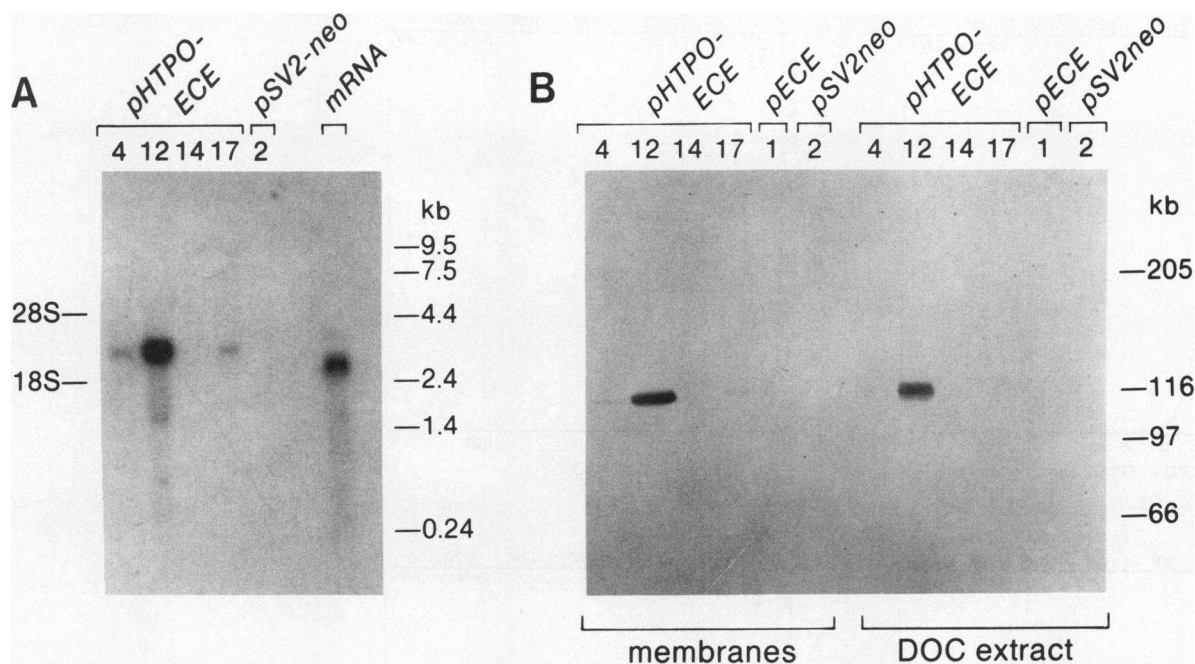 A
pHTPO-
ECE
pSV2-neo
mRNA
4 12 14 17 2
kb
—9.5
—7.5
28S—
—4.4
18S—
—2.4
—1.4
—0.24
B
pHTPO-
ECE
pECE
pSV2neo
pHTPO-
ECE
pECE
pSV2neo
4 12 14 17 1 2 4 12 14 17 1 2
kb
—205
—116
—97
—66
membranes DOC extract